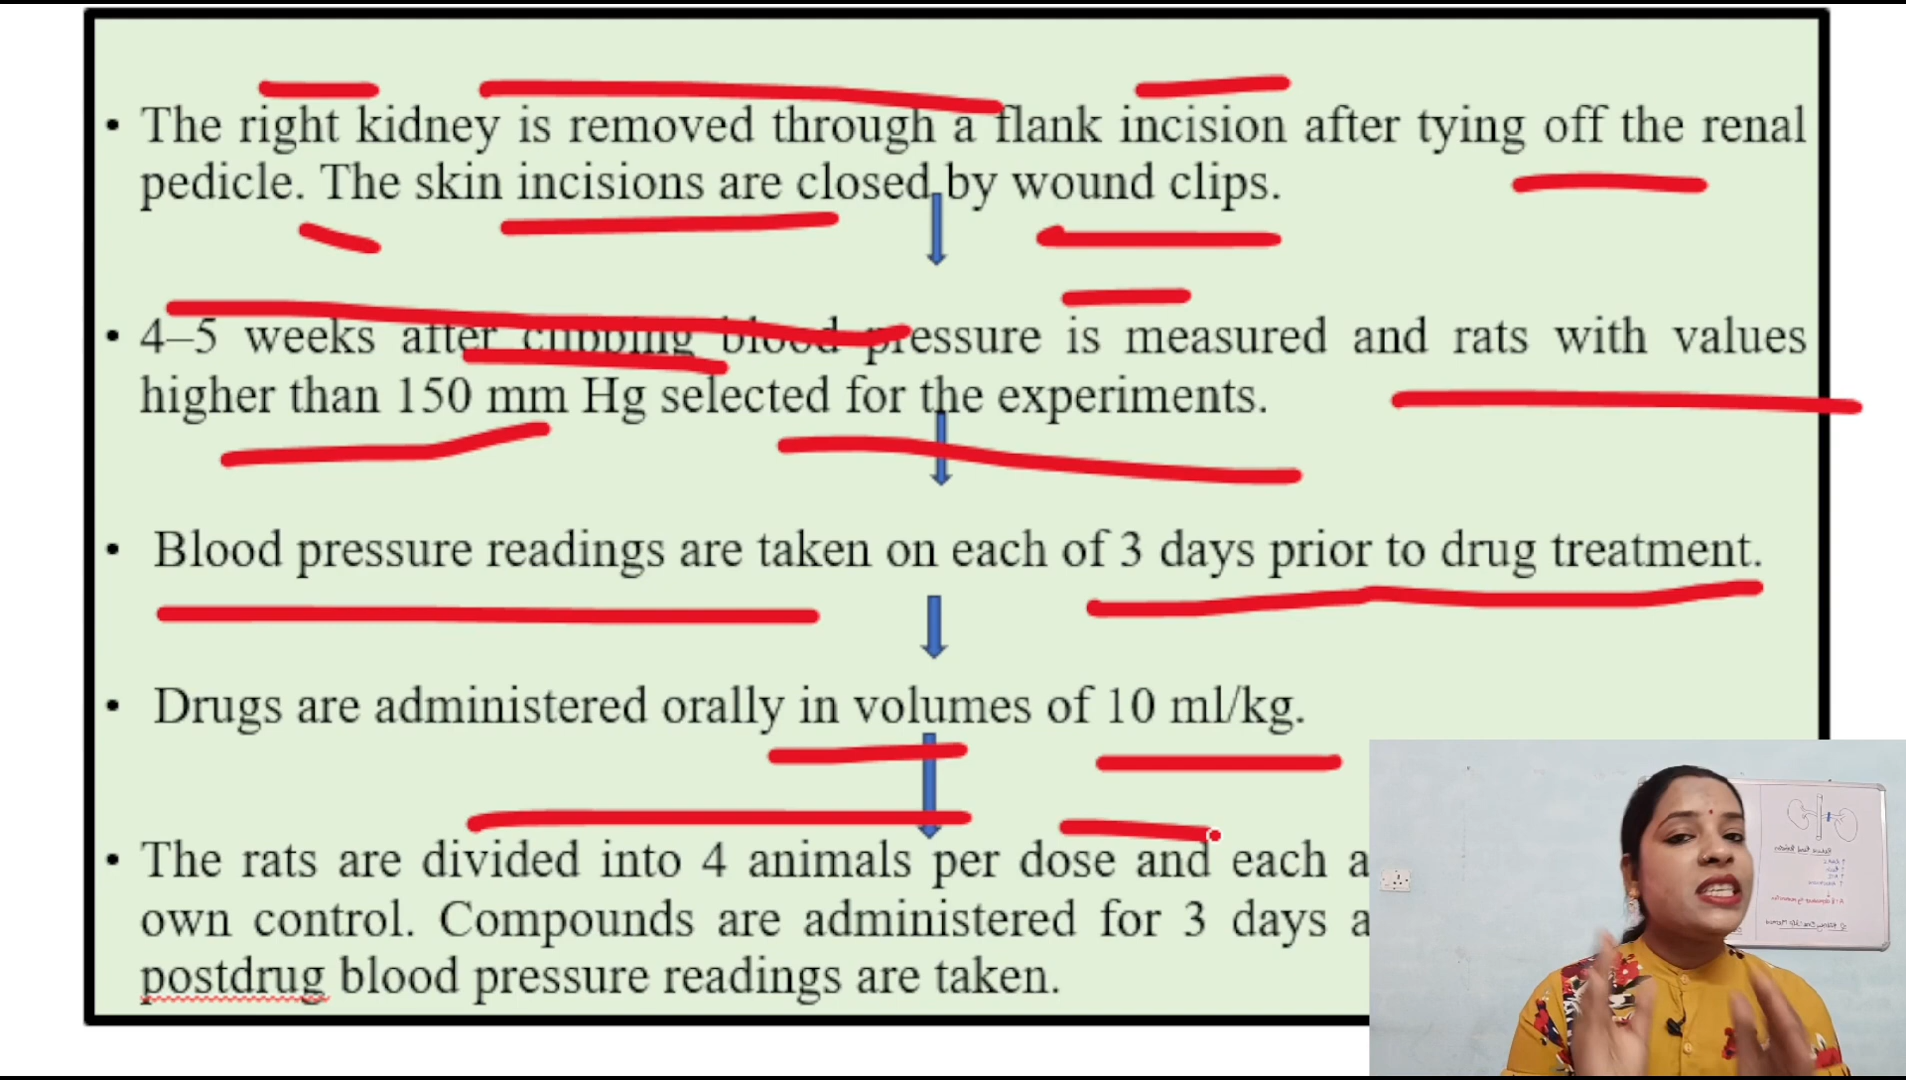 • The right kidney is removed through a flank incision after tying off the renal
pedicle. The skin incisions are closed by wound clips.
• 4–5 weeks after clipping blood pressure is measured and rats with values
higher than 150 mm Hg selected for the experiments.
• Blood pressure readings are taken on each of 3 days prior to drug treatment.
• Drugs are administered orally in volumes of 10 ml/kg.
• The rats are divided into 4 animals per dose and each a
own control. Compounds are administered for 3 days a
postdrug blood pressure readings are taken.